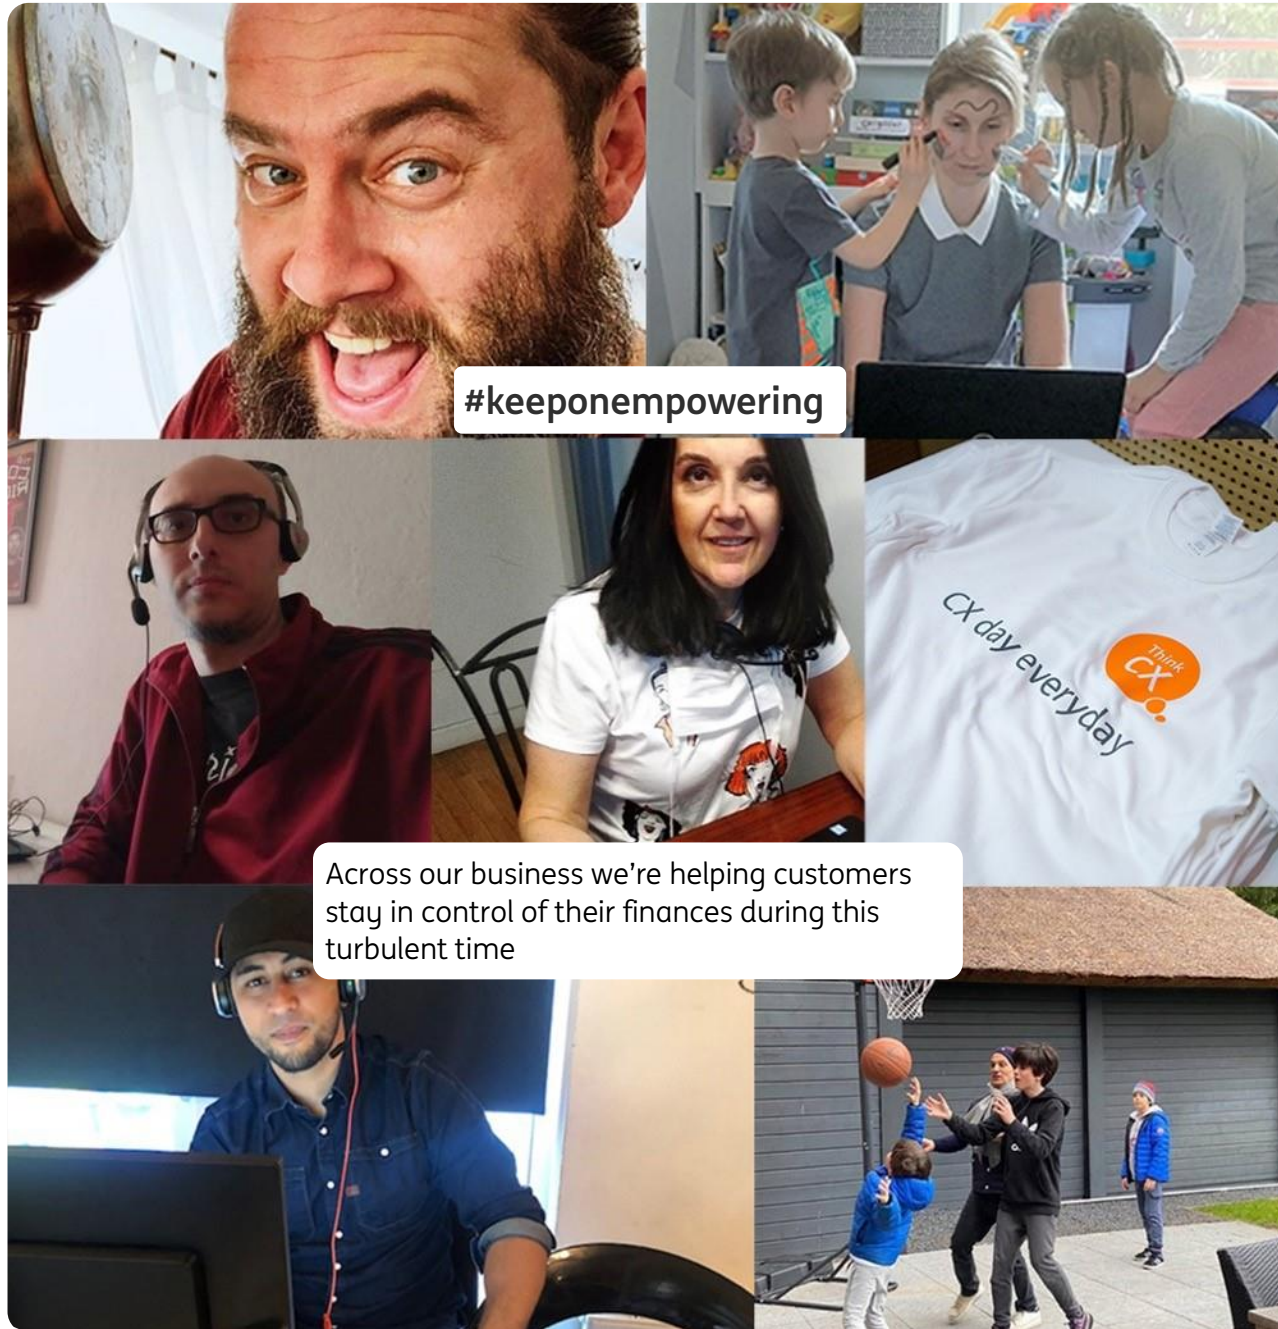 #keeponempowering
CX day everyday
Think
CX
Across our business we’re helping customers
stay in control of their finances during this
turbulent time